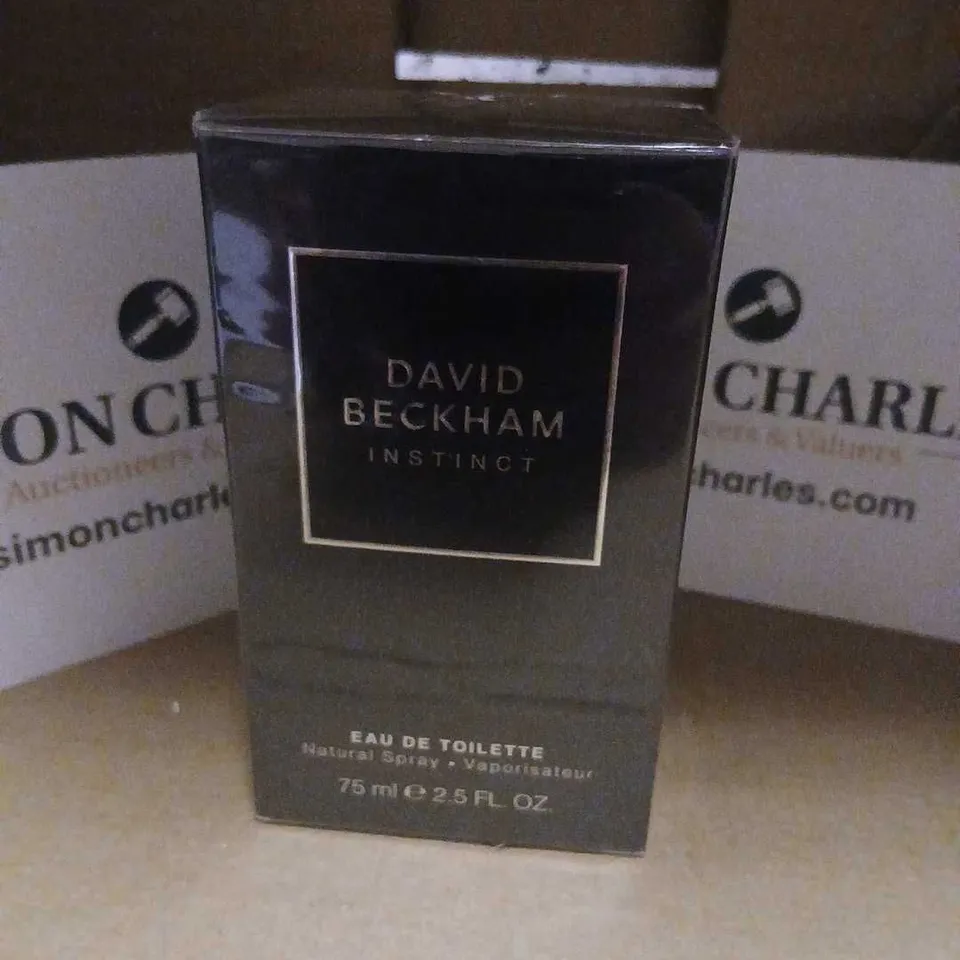 DAVID
BECKHAM
INSTINCT
EAU DE TOILETTE
Natural Spray • Vaporisateur
75 ml ℮ 2.5 FL. OZ.
ON CH
Auctioneers &
simoncharle
CHARL
eers & Valuers
charles.com